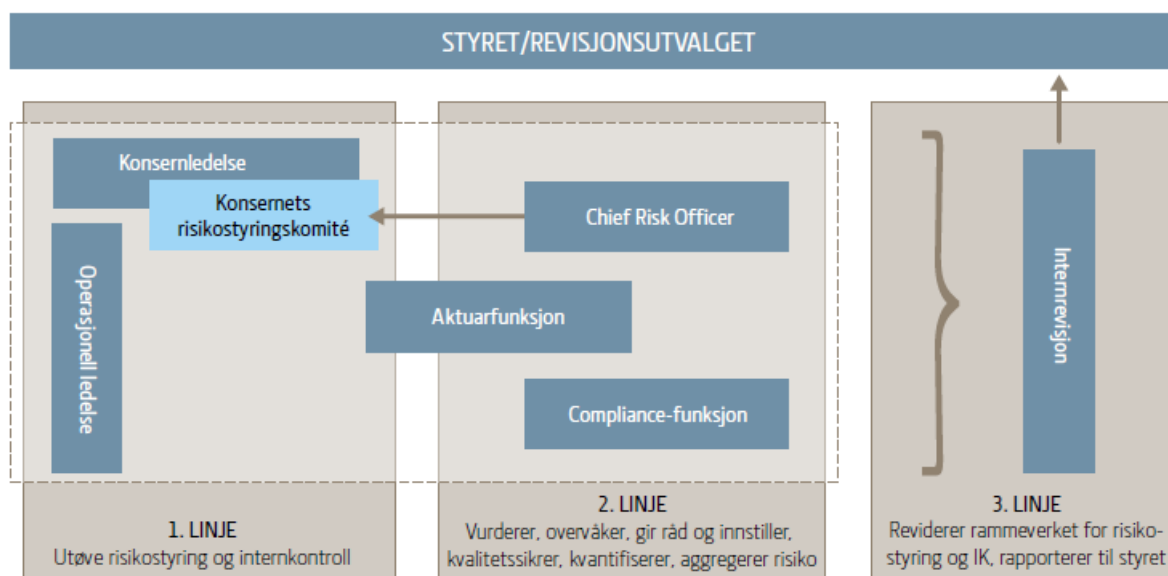 STYRET/REVISJONSUTVALGET
Konsernledelse
Konsernets
risikostyringskomité
Operasjonell ledelse
1. LINJE
Utøve risikostyring og internkontroll
Chief Risk Officer
Aktuarfunksjon
Compliance-funksjon
2. LINJE
Vurderer, overvåker, gir råd og innstiller,
kvalitetssikrer, kvantifiserer, aggregerer risiko
Internrevisjon
3. LINJE
Reviderer rammeverket for risiko-
styring og IK, rapporterer til styret